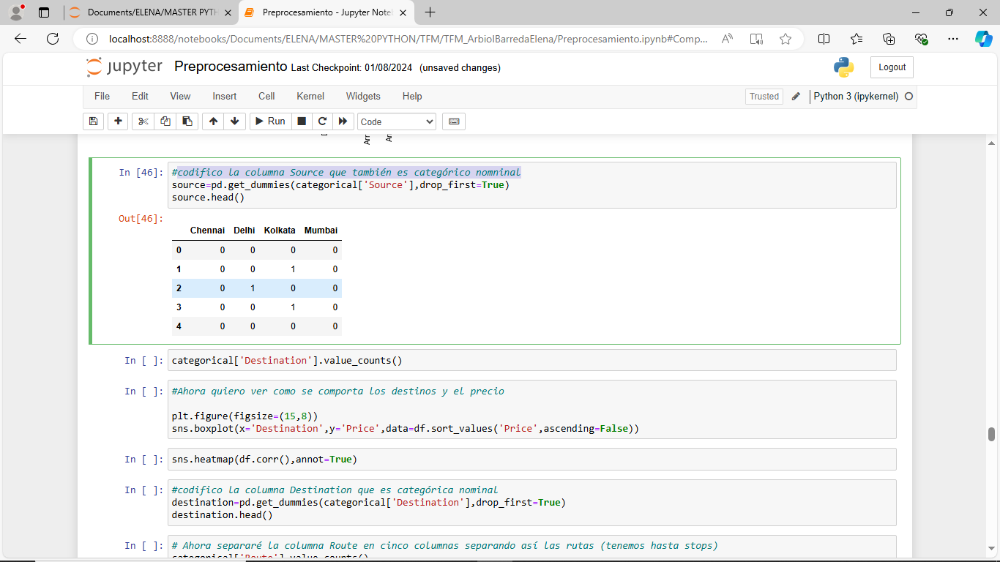 Documents/ELENA/MASTER PYTH
Preprocesamiento - Jupyter Note
localhost:8888/notebooks/Documents/ELENA/MASTER%20PYTHON/TFM/TFM_ArbiolBarredaElena/Preprocesamiento.ipynb#Comp...
jupyter Preprocesamiento Last Checkpoint: 01/08/2024 (unsaved changes) Logout
File Edit View Insert Cell Kernel Widgets Help Trusted Python 3 (ipykernel)
Run Code
In [46]: #codifico la columna Source que también es categórico nomninal
source=pd.get_dummies(categorical['Source'],drop_first=True)
source.head()
Out[46]:
Chennai Delhi Kolkata Mumbai
0 0 0 0 0
1 0 0 1 0
2 0 1 0 0
3 0 0 1 0
4 0 0 0 0
In [ ]: categorical['Destination'].value_counts()
In [ ]: #Ahora quiero ver como se comporta los destinos y el precio
plt.figure(figsize=(15,8))
sns.boxplot(x='Destination',y='Price',data=df.sort_values('Price',ascending=False))
In [ ]: sns.heatmap(df.corr(),annot=True)
In [ ]: #codifico la columna Destination que es categórica nominal
destination=pd.get_dummies(categorical['Destination'],drop_first=True)
destination.head()
In [ ]: # Ahora separaré la columna Route en cinco columnas separando así las rutas (tenemos hasta stops)
categorical['Route'].value_counts()